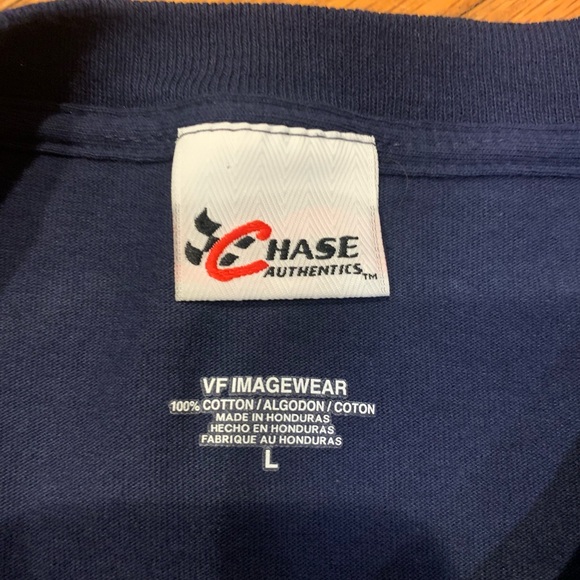 CHASE
AUTHENTICS™
VF IMAGEWEAR
100% COTTON / ALGODON / COTON
MADE IN HONDURAS
HECHO EN HONDURAS
FABRIQUE AU HONDURAS
L